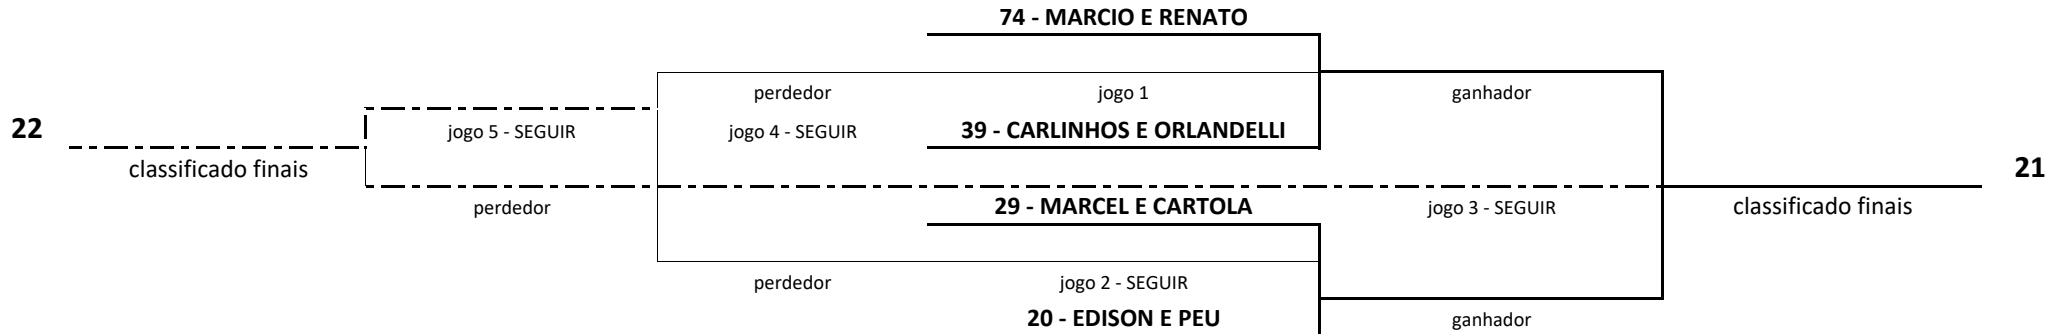 74 - MARCIO E RENATO
perdedor jogo 1 ganhador
22 jogo 5 - SEGUIR jogo 4 - SEGUIR 39 - CARLINHOS E ORLANDELLI
classificado finais 21
perdedor 29 - MARCEL E CARTOLA jogo 3 - SEGUIR classificado finais
perdedor jogo 2 - SEGUIR
20 - EDISON E PEU ganhador